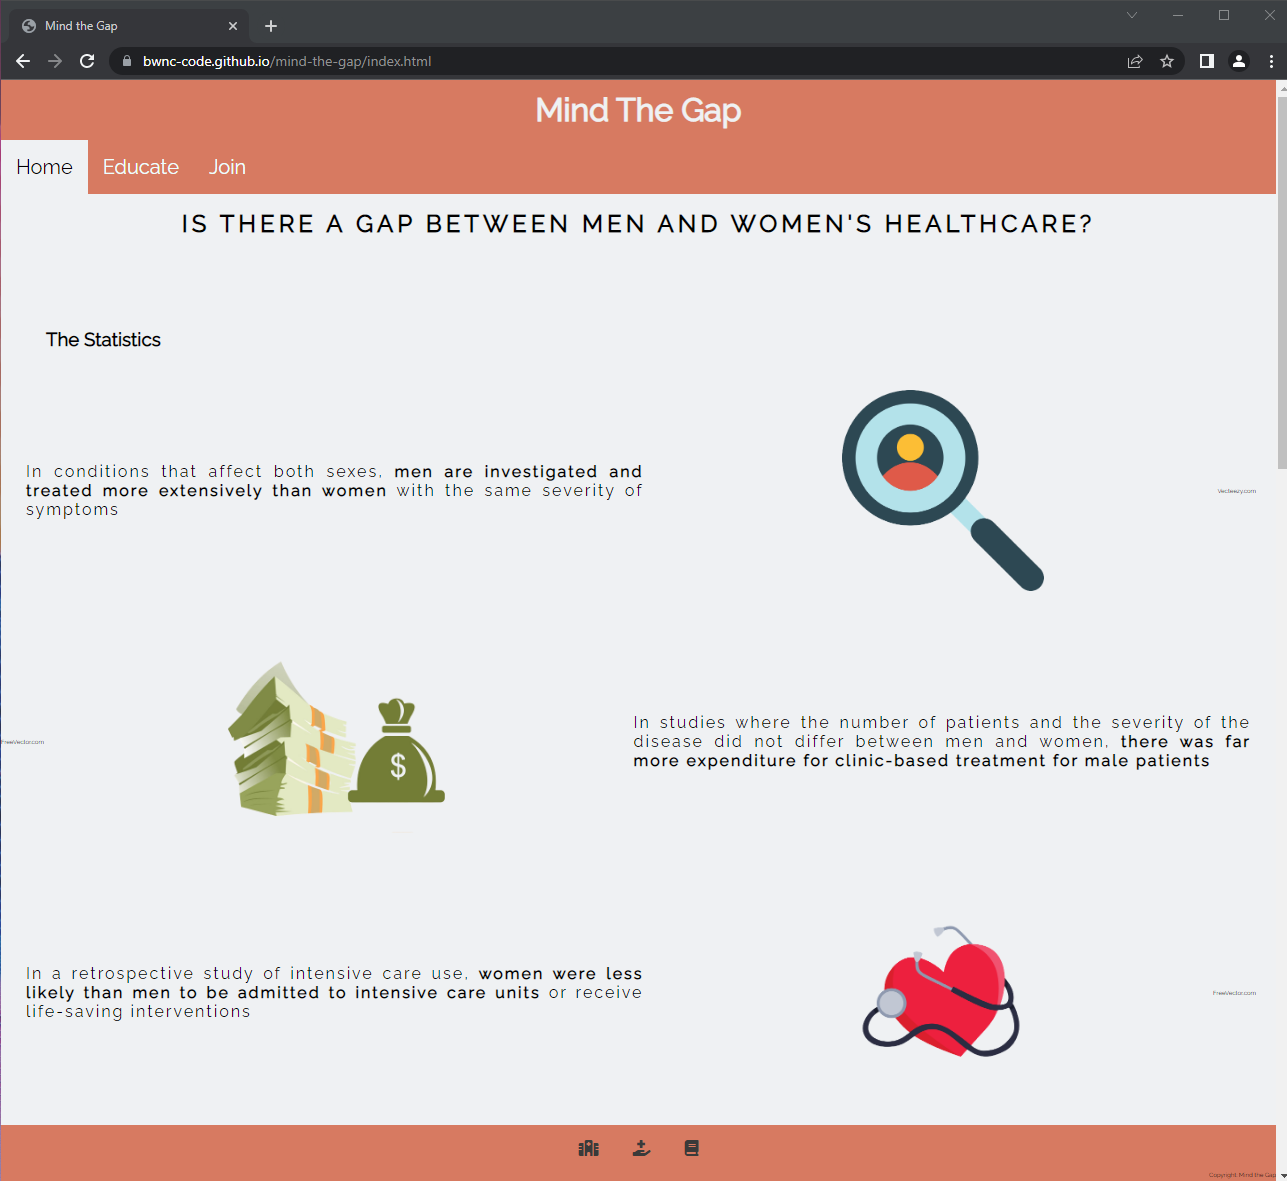 Mind the Gap
bwnc-code.github.io/mind-the-gap/index.html
Mind The Gap
Home Educate Join
IS THERE A GAP BETWEEN MEN AND WOMEN'S HEALTHCARE?
The Statistics
In conditions that affect both sexes, men are investigated and
treated more extensively than women with the same severity of
symptoms
Vecteezy.com
FreeVector.com
$
In studies where the number of patients and the severity of the
disease did not differ between men and women, there was far
more expenditure for clinic-based treatment for male patients
In a retrospective study of intensive care use, women were less
likely than men to be admitted to intensive care units or receive
life-saving interventions
FreeVector.com
Copyright: Mind the Gap